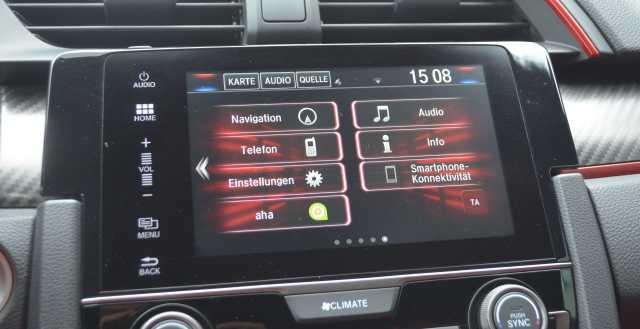 AUDIO
HOME
+
VOL
−
MENU
BACK
KARTE AUDIO QUELLE 15 08
Navigation
Audio
Telefon
Info
Einstellungen
Smartphone-
Konnektivität
aha
TA
CLIMATE
PUSH
SYNC